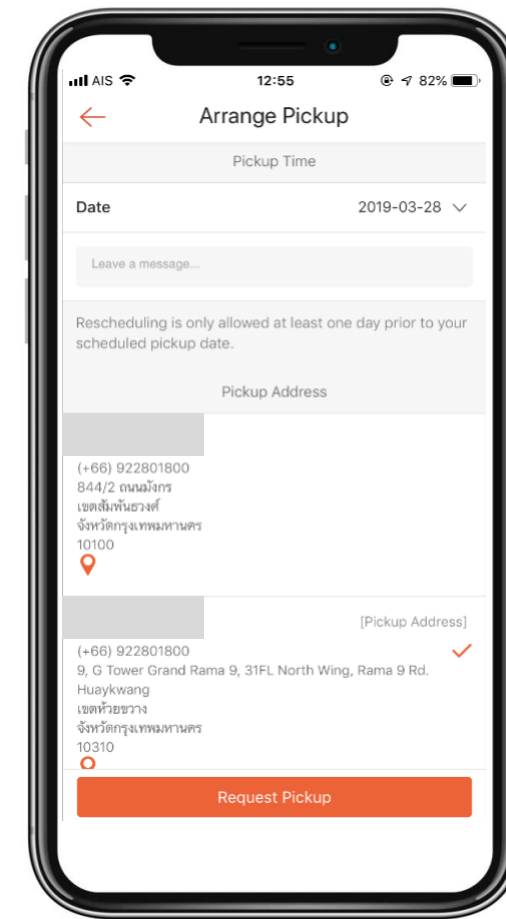 AIS 12:55 82%
Arrange Pickup
Pickup Time
Date 2019-03-28
Leave a message...
Rescheduling is only allowed at least one day prior to your
scheduled pickup date.
Pickup Address
(+66) 922801800
844/2 ถนนมังกร
เขตสัมพันธวงศ์
จังหวัดกรุงเทพมหานคร
10100
[Pickup Address]
(+66) 922801800
9, G Tower Grand Rama 9, 31FL North Wing, Rama 9 Rd.
Huaykwang
เขตห้วยขวาง
จังหวัดกรุงเทพมหานคร
10310
Request Pickup